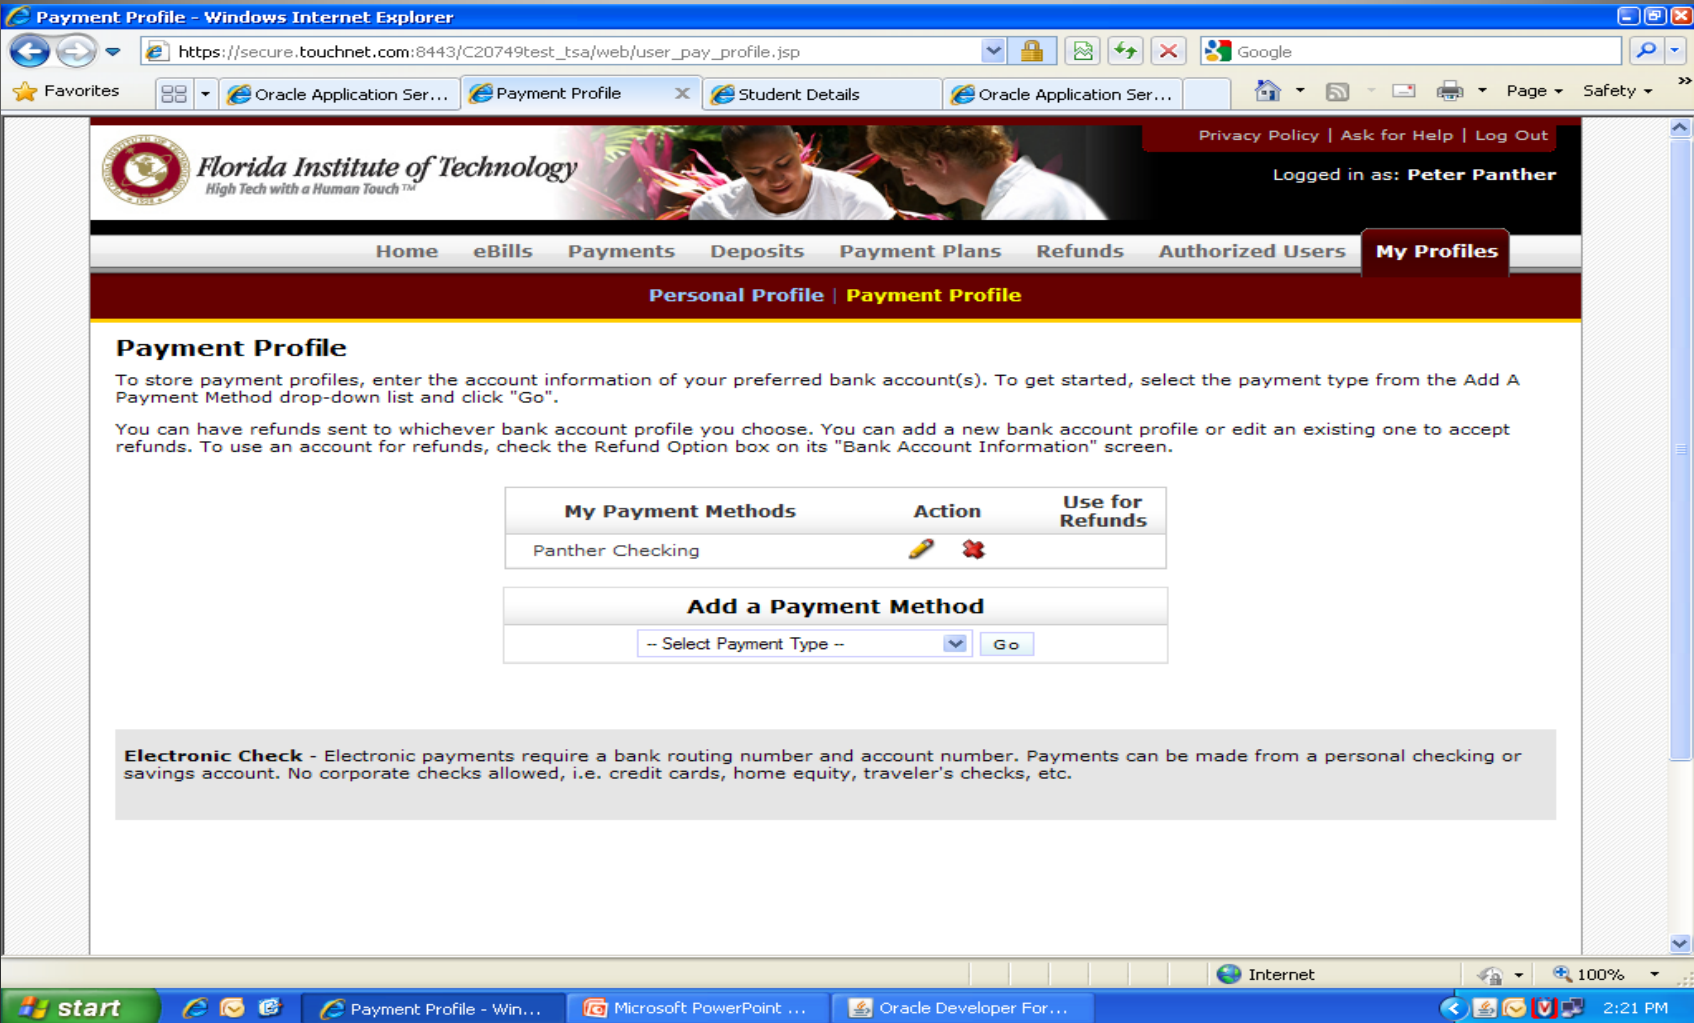 Payment Profile - Windows Internet Explorer
https://secure.touchnet.com:8443/C20749test_tsa/web/user_pay_profile.jsp
Google
Favorites
Oracle Application Ser...
Payment Profile
Student Details
Oracle Application Ser...
Page
Safety
»
Florida Institute of Technology
High Tech with a Human Touch™
Privacy Policy | Ask for Help | Log Out
Logged in as: Peter Panther
Home eBills Payments Deposits Payment Plans Refunds Authorized Users My Profiles
Personal Profile | Payment Profile
Payment Profile
To store payment profiles, enter the account information of your preferred bank account(s). To get started, select the payment type from the Add A
Payment Method drop-down list and click "Go".
You can have refunds sent to whichever bank account profile you choose. You can add a new bank account profile or edit an existing one to accept
refunds. To use an account for refunds, check the Refund Option box on its "Bank Account Information" screen.
My Payment Methods Action Use for
Refunds
Panther Checking
Add a Payment Method
-- Select Payment Type --
Go
Electronic Check - Electronic payments require a bank routing number and account number. Payments can be made from a personal checking or
savings account. No corporate checks allowed, i.e. credit cards, home equity, traveler's checks, etc.
Internet
100%
start
Payment Profile - Win...
Microsoft PowerPoint ...
Oracle Developer For...
2:21 PM